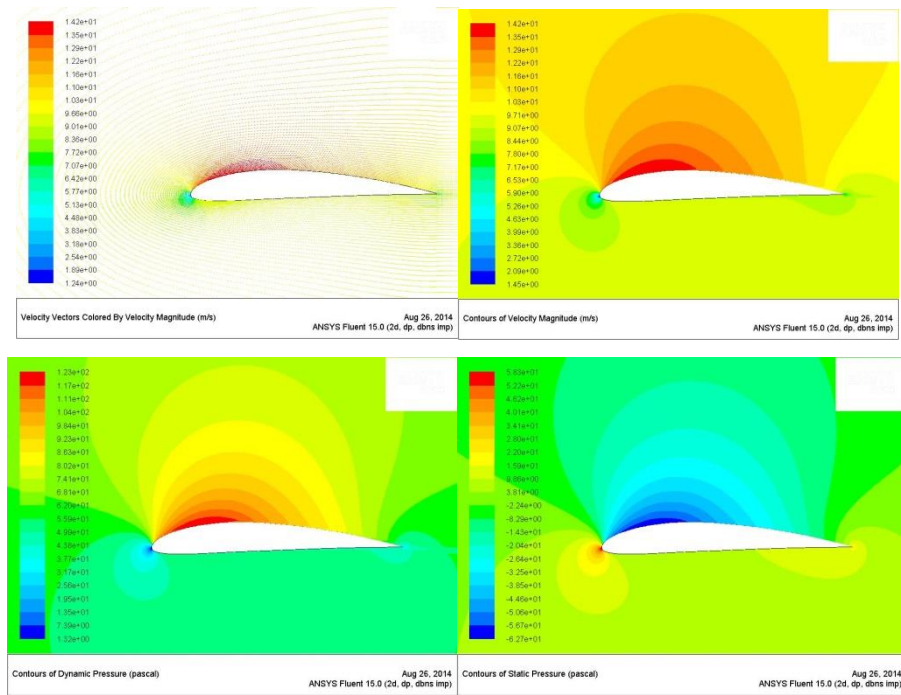 1.42e+01
1.35e+01
1.29e+01
1.22e+01
1.16e+01
1.10e+01
1.03e+01
9.66e+00
9.01e+00
8.36e+00
7.72e+00
7.07e+00
6.42e+00
5.77e+00
5.13e+00
4.48e+00
3.83e+00
3.18e+00
2.54e+00
1.89e+00
1.24e+00
Velocity Vectors Colored By Velocity Magnitude (m/s)
Aug 26, 2014
ANSYS Fluent 15.0 (2d, dp, dbns imp)
1.42e+01
1.35e+01
1.29e+01
1.22e+01
1.16e+01
1.10e+01
1.03e+01
9.71e+00
9.07e+00
8.44e+00
7.80e+00
7.17e+00
6.53e+00
5.90e+00
5.26e+00
4.63e+00
3.99e+00
3.36e+00
2.72e+00
2.09e+00
1.45e+00
Contours of Velocity Magnitude (m/s)
Aug 26, 2014
ANSYS Fluent 15.0 (2d, dp, dbns imp)
1.23e+02
1.17e+02
1.11e+02
1.04e+02
9.84e+01
9.23e+01
8.63e+01
8.02e+01
7.41e+01
6.81e+01
6.20e+01
5.59e+01
4.99e+01
4.38e+01
3.77e+01
3.17e+01
2.56e+01
1.95e+01
1.35e+01
7.39e+00
1.32e+00
Contours of Dynamic Pressure (pascal)
Aug 26, 2014
ANSYS Fluent 15.0 (2d, dp, dbns imp)
5.83e+01
5.22e+01
4.62e+01
4.01e+01
3.41e+01
2.80e+01
2.20e+01
1.59e+01
9.86e+00
3.81e+00
-2.24e+00
-8.29e+00
-1.43e+01
-2.04e+01
-2.64e+01
-3.25e+01
-3.85e+01
-4.46e+01
-5.06e+01
-5.67e+01
-6.27e+01
Contours of Static Pressure (pascal)
Aug 26, 2014
ANSYS Fluent 15.0 (2d, dp, dbns imp)